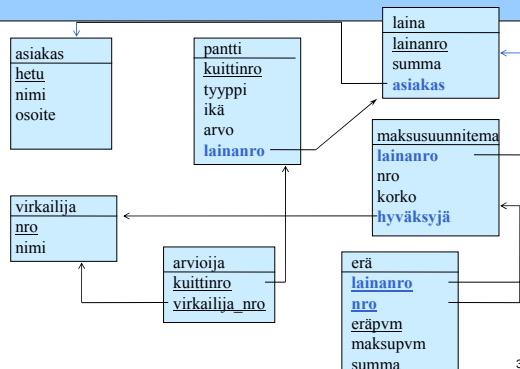 asiakas
hetu
nimi
osoite
pantti
kuittinro
tyyppi
ikä
arvo
lainanro
laina
lainanro
summa
asiakas
maksusuunnitema
lainanro
nro
korko
hyväksyjä
virkailija
nro
nimi
arvioija
kuittinro
virkailija_nro
erä
lainanro
nro
eräpvm
maksupvm
summa
3